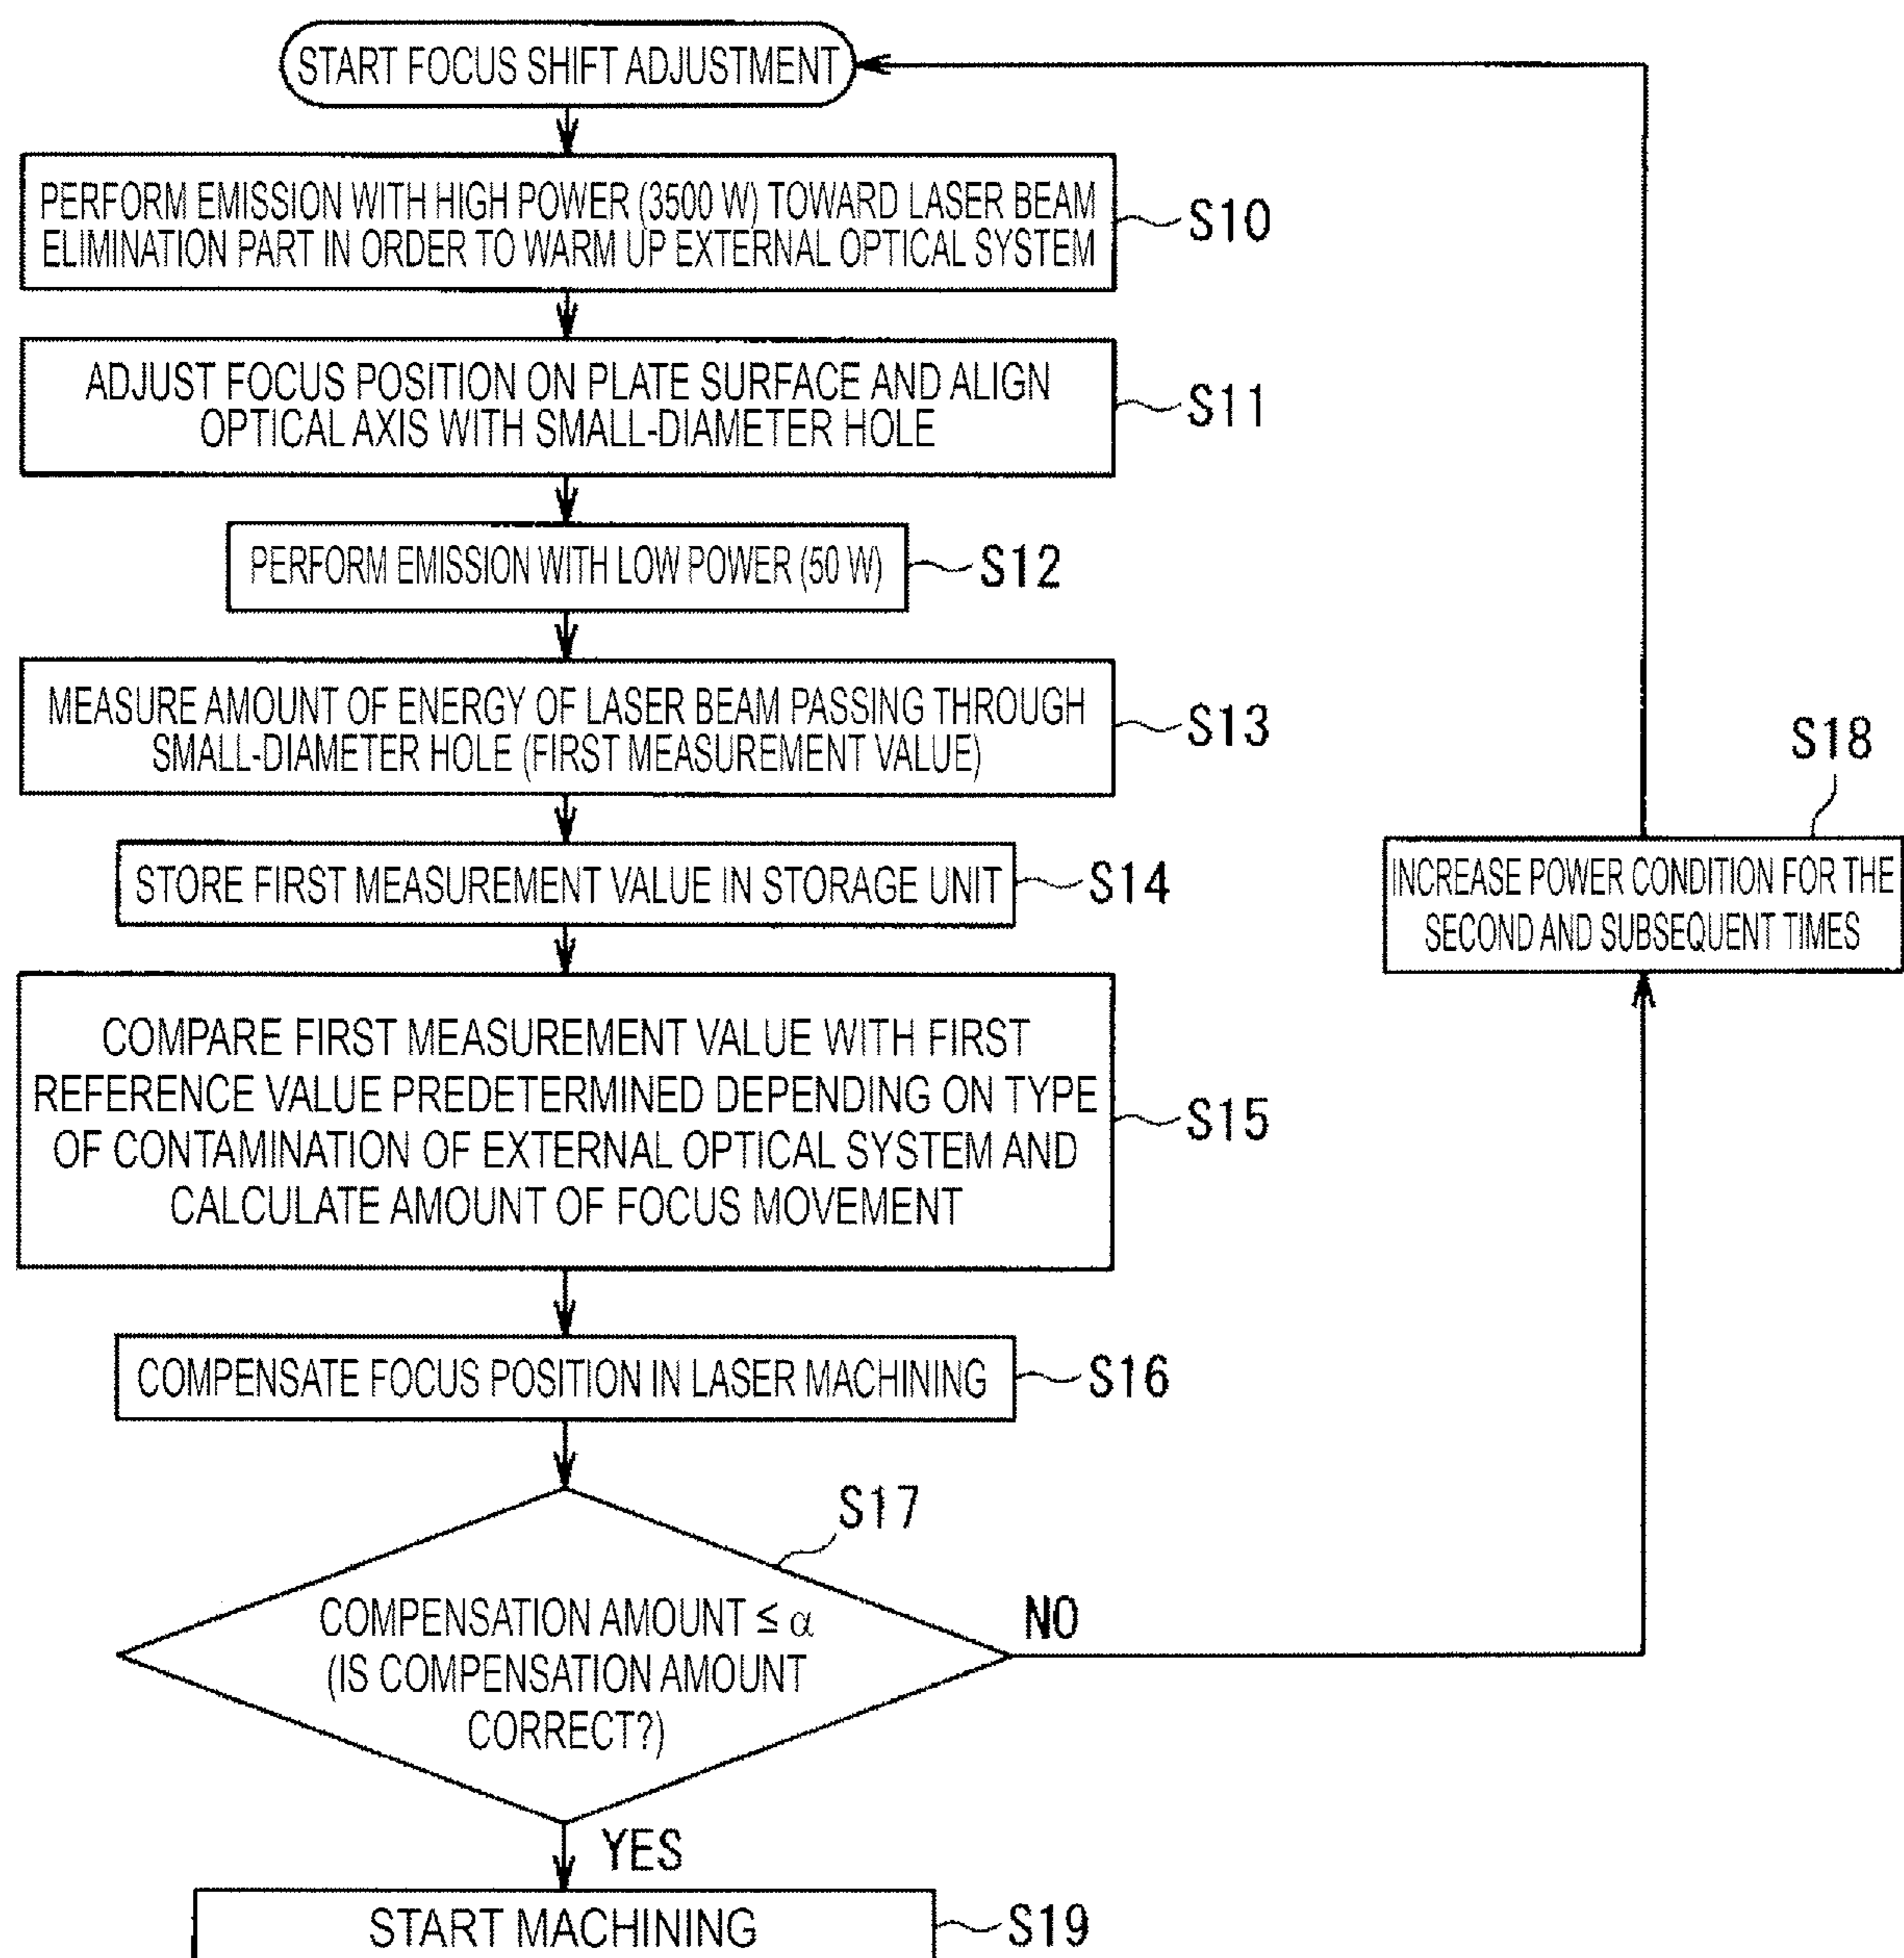 START FOCUS SHIFT ADJUSTMENT
PERFORM EMISSION WITH HIGH POWER (3500 W) TOWARD LASER BEAM
ELIMINATION PART IN ORDER TO WARM UP EXTERNAL OPTICAL SYSTEM
S10
ADJUST FOCUS POSITION ON PLATE SURFACE AND ALIGN
OPTICAL AXIS WITH SMALL-DIAMETER HOLE
S11
PERFORM EMISSION WITH LOW POWER (50 W)
S12
MEASURE AMOUNT OF ENERGY OF LASER BEAM PASSING THROUGH
SMALL-DIAMETER HOLE (FIRST MEASUREMENT VALUE)
S13
STORE FIRST MEASUREMENT VALUE IN STORAGE UNIT
S14
COMPARE FIRST MEASUREMENT VALUE WITH FIRST
REFERENCE VALUE PREDETERMINED DEPENDING ON TYPE
OF CONTAMINATION OF EXTERNAL OPTICAL SYSTEM AND
CALCULATE AMOUNT OF FOCUS MOVEMENT
S15
COMPENSATE FOCUS POSITION IN LASER MACHINING
S16
S17
COMPENSATION AMOUNT ≤ α
(IS COMPENSATION AMOUNT
CORRECT?)
NO
S18
INCREASE POWER CONDITION FOR THE
SECOND AND SUBSEQUENT TIMES
YES
START MACHINING
S19